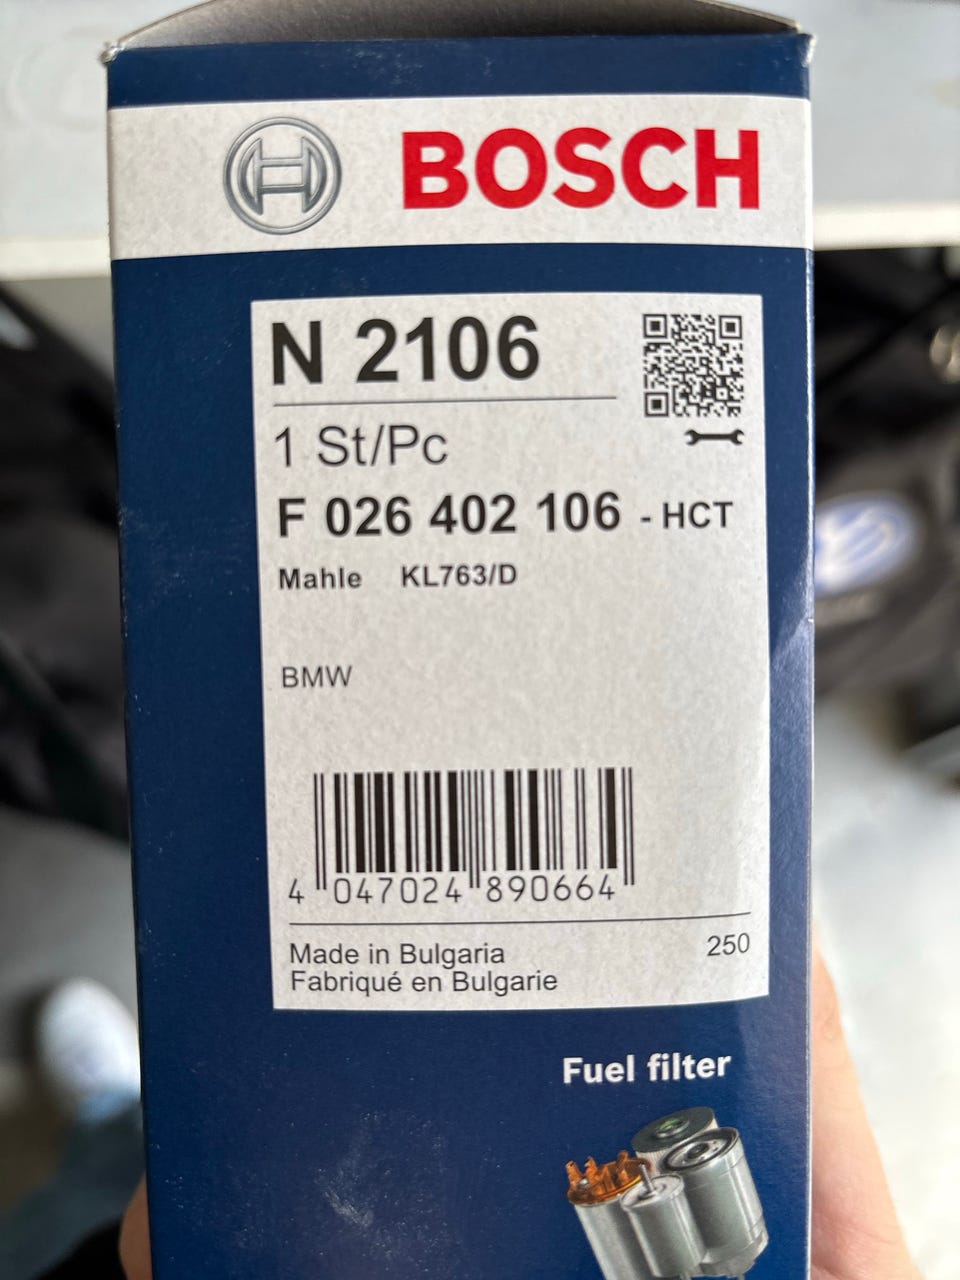 BOSCH
N 2106
1 St/Pc
F 026 402 106 - HCT
Mahle KL763/D
BMW
4 047024 890664
Made in Bulgaria 250
Fabriqué en Bulgarie
Fuel filter